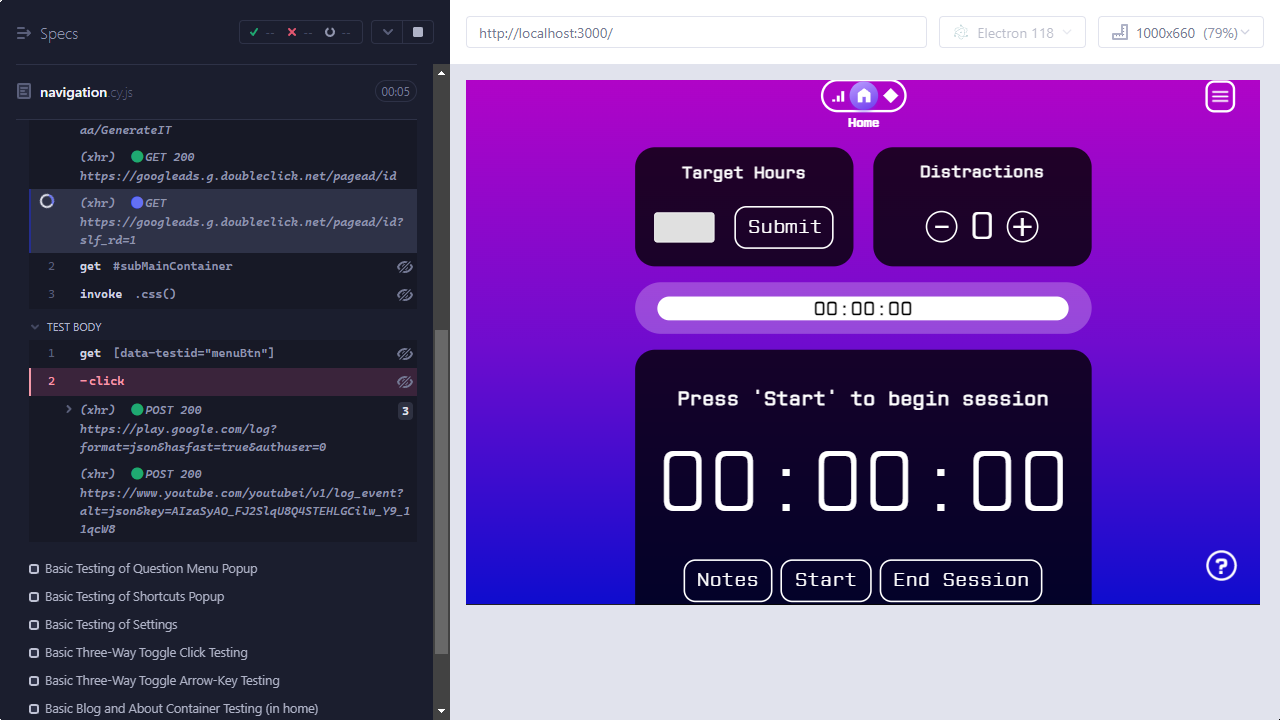 Specs
--
--
--
navigation.cy.js
00:05
aa/GenerateIT
(xhr) GET 200
https://googleads.g.doubleclick.net/pagead/id
(xhr) GET
https://googleads.g.doubleclick.net/pagead/id?
slf_rd=1
2 get #subMainContainer
3 invoke .css()
TEST BODY
1 get [data-testid="menuBtn"]
2 -click
(xhr) POST 200
3
https://play.google.com/log?
format=json&hasfast=true&authuser=0
(xhr) POST 200
https://www.youtube.com/youtubei/v1/log_event?
alt=json&key=AIzaSyAO_FJ2SlqU8Q4STEHLGCilw_Y9_1
1qcW8
Basic Testing of Question Menu Popup
Basic Testing of Shortcuts Popup
Basic Testing of Settings
Basic Three-Way Toggle Click Testing
Basic Three-Way Toggle Arrow-Key Testing
Basic Blog and About Container Testing (in home)
http://localhost:3000/
Electron 118
1000x660 (79%)
Home
Target Hours
Submit
Distractions
0
00:00:00
Press 'Start' to begin session
00:00:00
Notes
Start
End Session
?